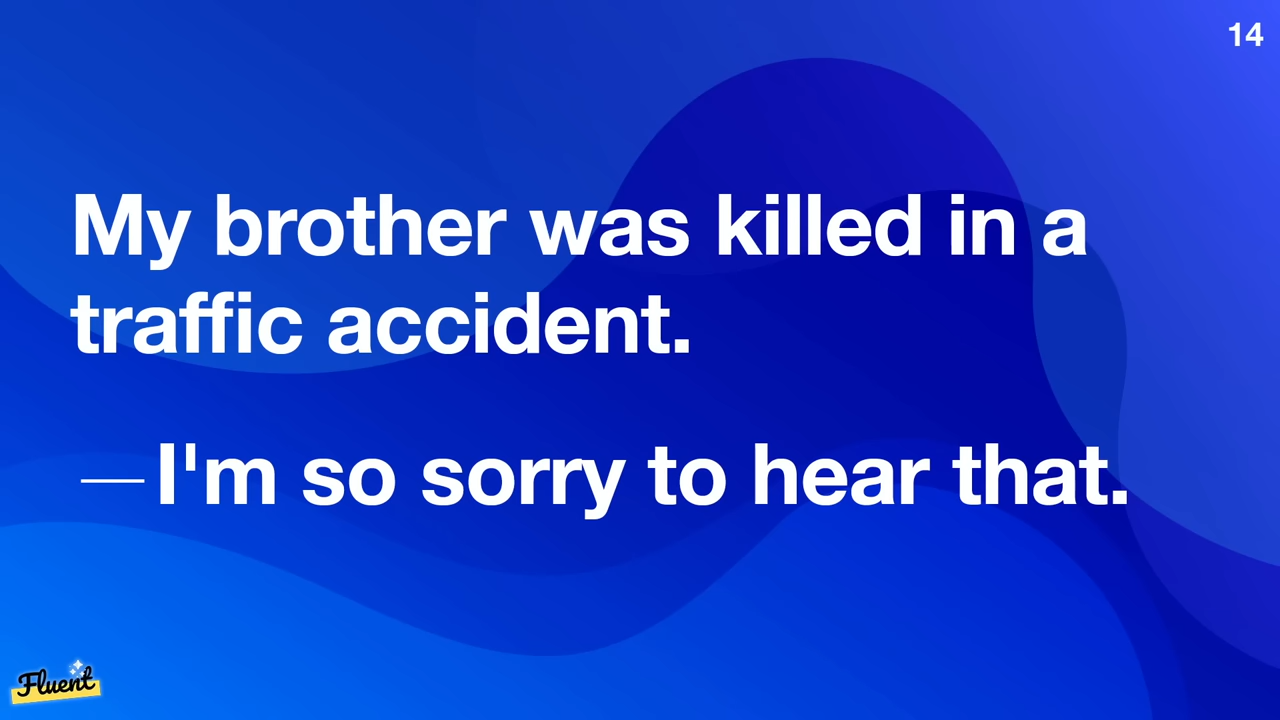 14
My brother was killed in a
traffic accident.
— I'm so sorry to hear that.
Fluent